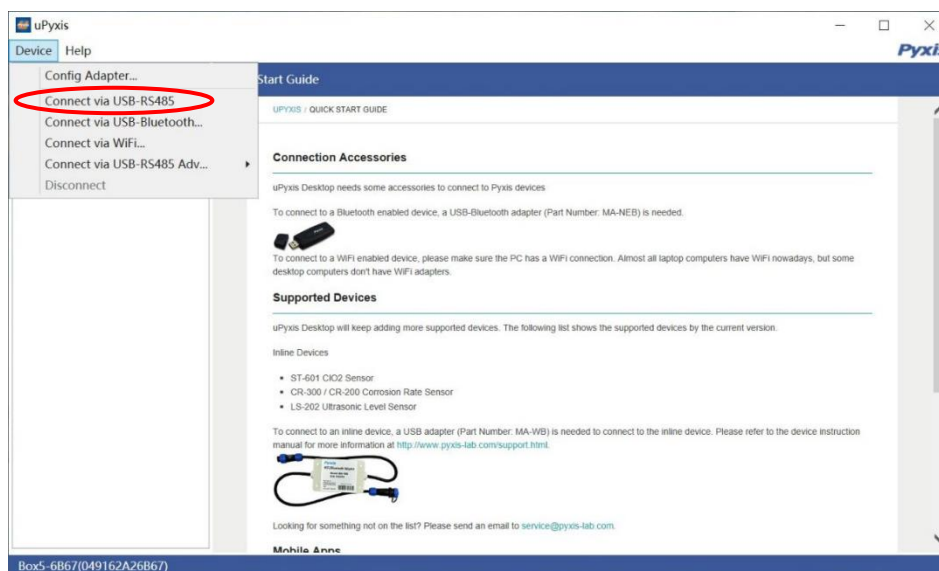 uPyxis
Device Help
Pyxis
Config Adapter...
Connect via USB-RS485
Connect via USB-Bluetooth...
Connect via WiFi...
Connect via USB-RS485 Adv...
Disconnect
Start Guide
UPYXIS / QUICK START GUIDE
Connection Accessories
uPyxis Desktop needs some accessories to connect to Pyxis devices
To connect to a Bluetooth enabled device, a USB-Bluetooth adapter (Part Number: MA-NEB) is needed.
To connect to a WiFi enabled device, please make sure the PC has a WiFi connection. Almost all laptop computers have WiFi nowadays, but some
desktop computers don't have WiFi adapters.
Supported Devices
uPyxis Desktop will keep adding more supported devices. The following list shows the supported devices by the current version.
Inline Devices
• ST-601 ClO2 Sensor
• CR-300 / CR-200 Corrosion Rate Sensor
• LS-202 Ultrasonic Level Sensor
To connect to an inline device, a USB adapter (Part Number: MA-WB) is needed to connect to the inline device. Please refer to the device instruction
manual for more information at http://www.pyxis-lab.com/support.html.
Looking for something not on the list? Please send an email to service@pyxis-lab.com.
Mobile Apps
Box5-6B67(049162A26B67)